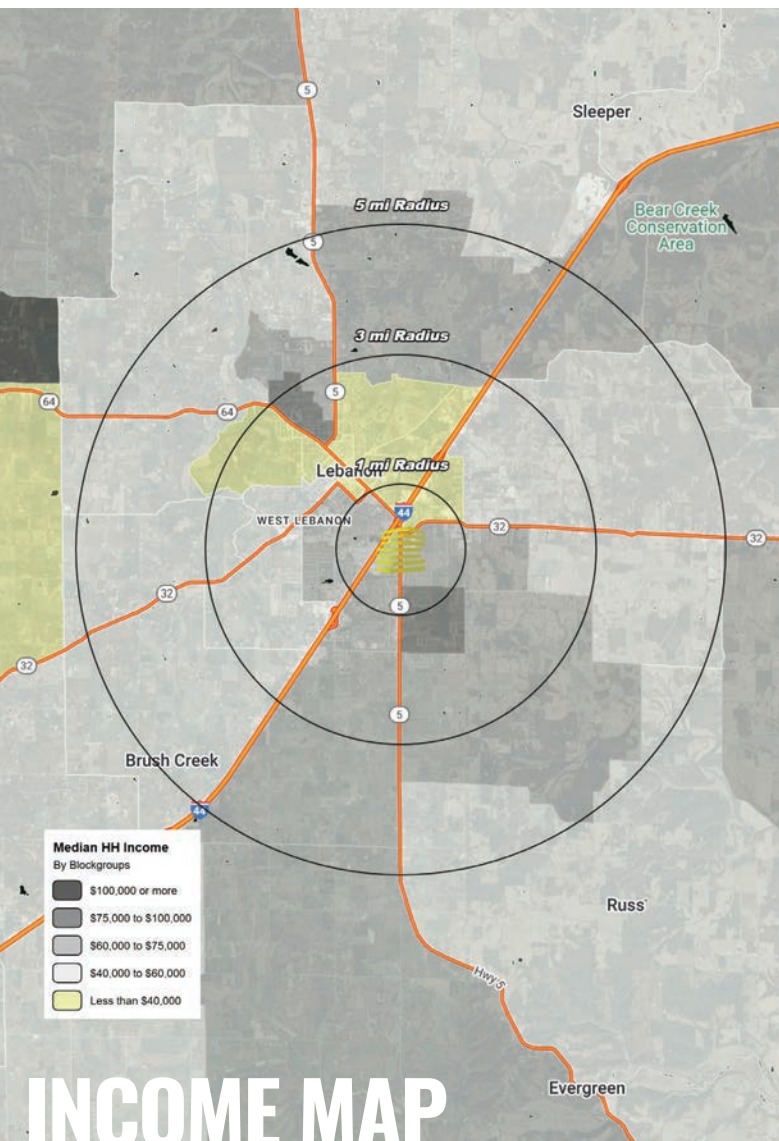 5
Sleeper
5 mi Radius
Bear Creek
Conservation
Area
5
3 mi Radius
64
5
64
1 mi Radius
Lebanon
44
WEST LEBANON
32
32
32
5
32
5
Brush Creek
44
Median HH Income
By Blockgroups
$100,000 or more
$75,000 to $100,000
$60,000 to $75,000
$40,000 to $60,000
Less than $40,000
Russ
Hwy 5
Evergreen
INCOME MAP